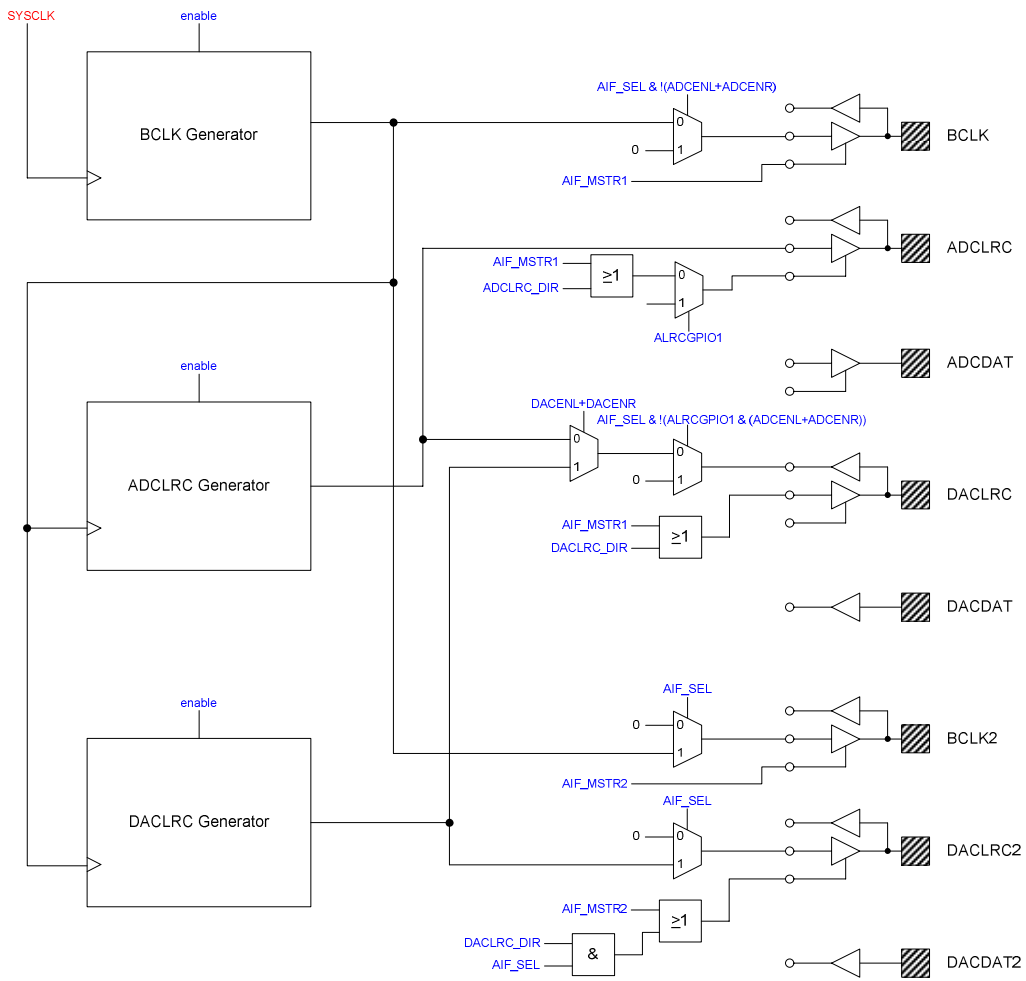 SYSCLK
enable
BCLK Generator
AIF_SEL & !(ADCENL+ADCENR)
0
0
1
AIF_MSTR1
BCLK
ADCLRC
AIF_MSTR1
ADCLRC_DIR
≥1
0
1
ALRCGPIO1
enable
ADCLRC Generator
ADCDAT
DACENL+DACENR
AIF_SEL & !(ALRCGPIO1 & (ADCENL+ADCENR))
0
1
0
0
1
AIF_MSTR1
DACLRC_DIR
≥1
DACLRC
DACDAT
enable
DACLRC Generator
AIF_SEL
0
0
1
AIF_MSTR2
BCLK2
AIF_SEL
0
0
1
DACLRC2
AIF_MSTR2
≥1
DACLRC_DIR
AIF_SEL
&
DACDAT2